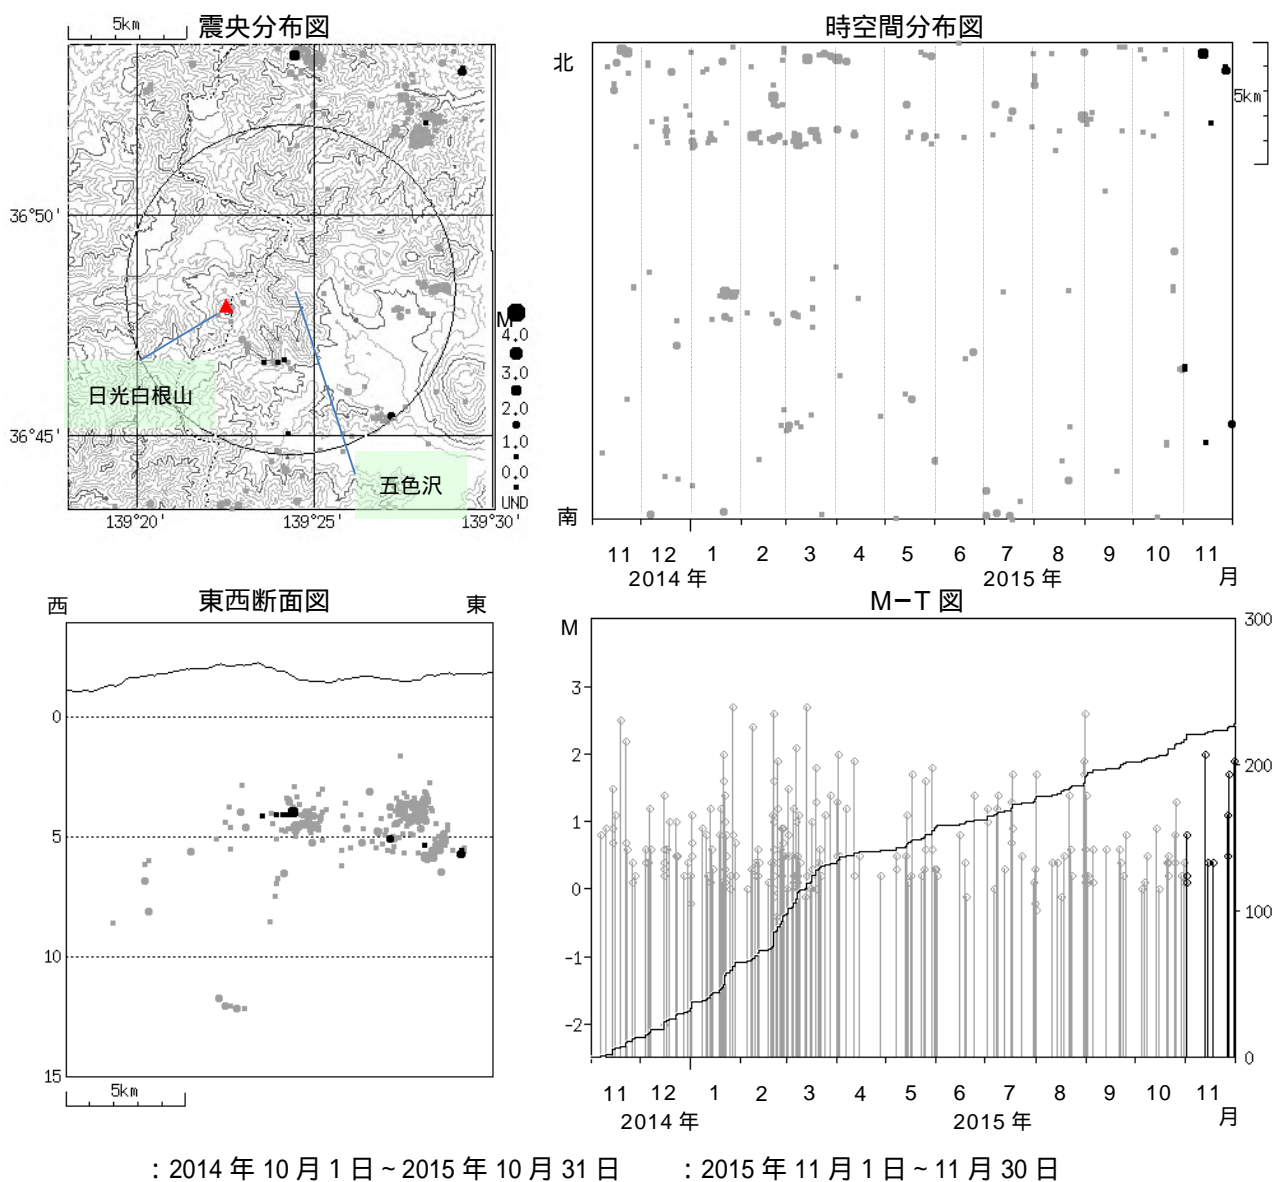 震央分布図
5km
36°50'
36°45'
139°20'
139°25'
139°30'
日光白根山
五色沢
M
4.0
3.0
2.0
1.0
0.0
UND
時空間分布図
北
南
5km
11 12 1 2 3 4 5 6 7 8 9 10 11
2014 年 2015 年 月
東西断面図
西 東
0
5
10
15
5km
M−T 図
M
3
2
1
0
-1
-2
300
200
100
0
11 12 1 2 3 4 5 6 7 8 9 10 11
2014 年 2015 年 月
: 2014 年 10 月 1 日 ~ 2015 年 10 月 31 日 : 2015 年 11 月 1 日 ~ 11 月 30 日